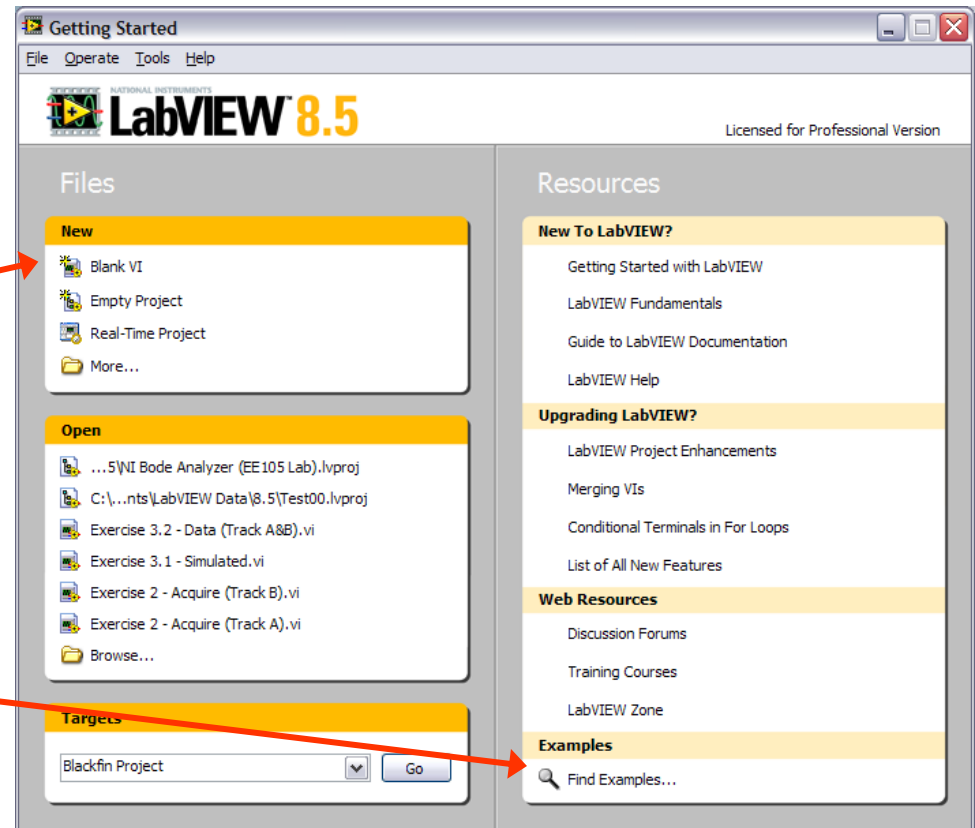 Getting Started
File Operate Tools Help
NATIONAL INSTRUMENTS
LabVIEW™ 8.5
Licensed for Professional Version
Files
New
Blank VI
Empty Project
Real-Time Project
More...
Open
...5\NI Bode Analyzer (EE105 Lab).lvproj
C:\...nts\LabVIEW Data\8.5\Test00.lvproj
Exercise 3.2 - Data (Track A&B).vi
Exercise 3.1 - Simulated.vi
Exercise 2 - Acquire (Track B).vi
Exercise 2 - Acquire (Track A).vi
Browse...
Targets
Blackfin Project Go
Resources
New To LabVIEW?
Getting Started with LabVIEW
LabVIEW Fundamentals
Guide to LabVIEW Documentation
LabVIEW Help
Upgrading LabVIEW?
LabVIEW Project Enhancements
Merging VIs
Conditional Terminals in For Loops
List of All New Features
Web Resources
Discussion Forums
Training Courses
LabVIEW Zone
Examples
Find Examples...